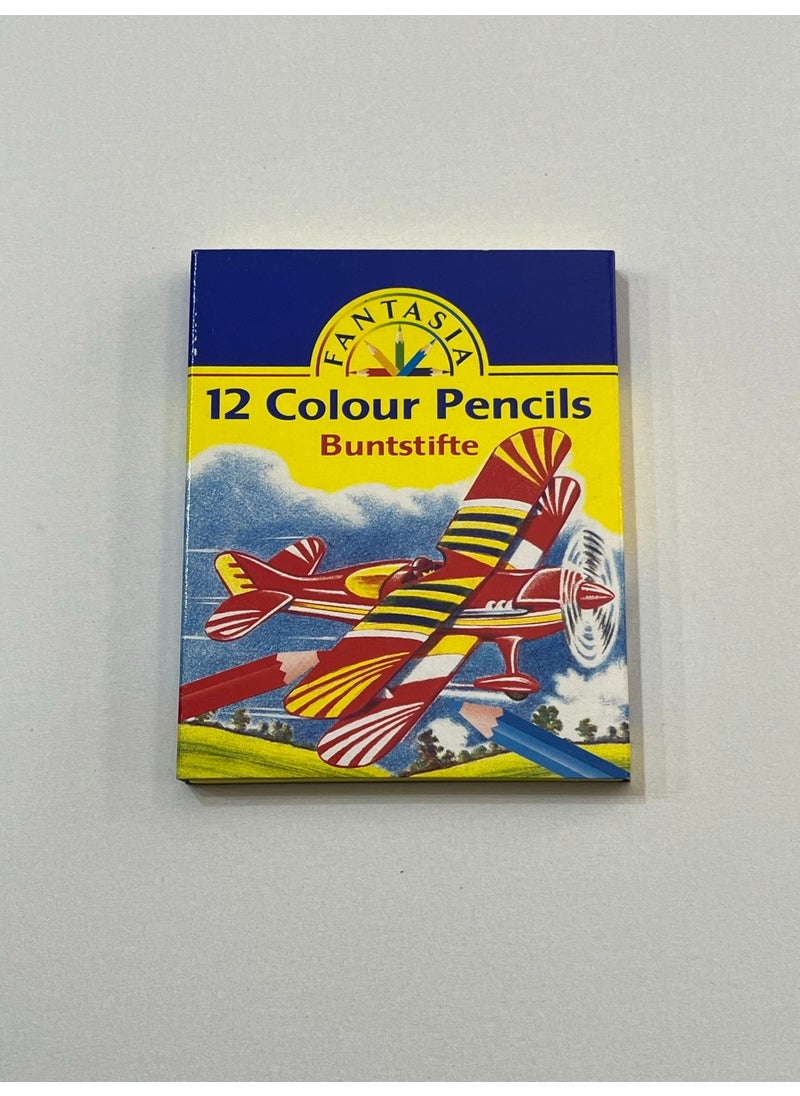 FANTASIA
12 Colour Pencils
Buntstifte